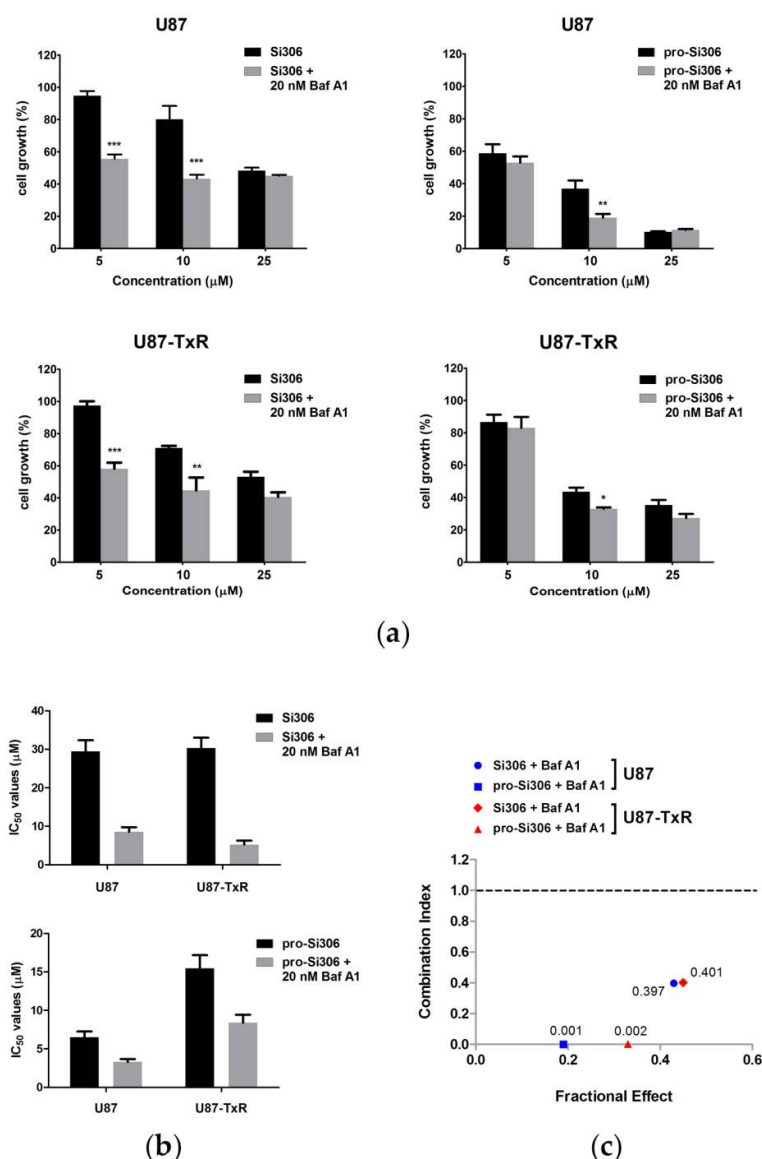 U87
Si306
Si306 +
20 nM Baf A1
cell growth (%)
120
100
80
60
40
20
0
***
***
5
10
25
Concentration (μM)
U87
pro-Si306
pro-Si306 +
20 nM Baf A1
cell growth (%)
120
100
80
60
40
20
0
**
5
10
25
Concentration (μM)
U87-TxR
Si306
Si306 +
20 nM Baf A1
cell growth (%)
120
100
80
60
40
20
0
***
**
5
10
25
Concentration (μM)
U87-TxR
pro-Si306
pro-Si306 +
20 nM Baf A1
cell growth (%)
120
100
80
60
40
20
0
*
5
10
25
Concentration (μM)
(a)
Si306
Si306 +
20 nM Baf A1
IC50 values (μM)
40
30
20
10
0
U87
U87-TxR
pro-Si306
pro-Si306 +
20 nM Baf A1
IC50 values (μM)
20
15
10
5
0
U87
U87-TxR
(b)
Si306 + Baf A1
pro-Si306 + Baf A1
U87
Si306 + Baf A1
pro-Si306 + Baf A1
U87-TxR
Combination Index
1.2
1.0
0.8
0.6
0.4
0.2
0.0
0.401
0.397
0.001
0.002
0.0
0.2
0.4
0.6
Fractional Effect
(c)